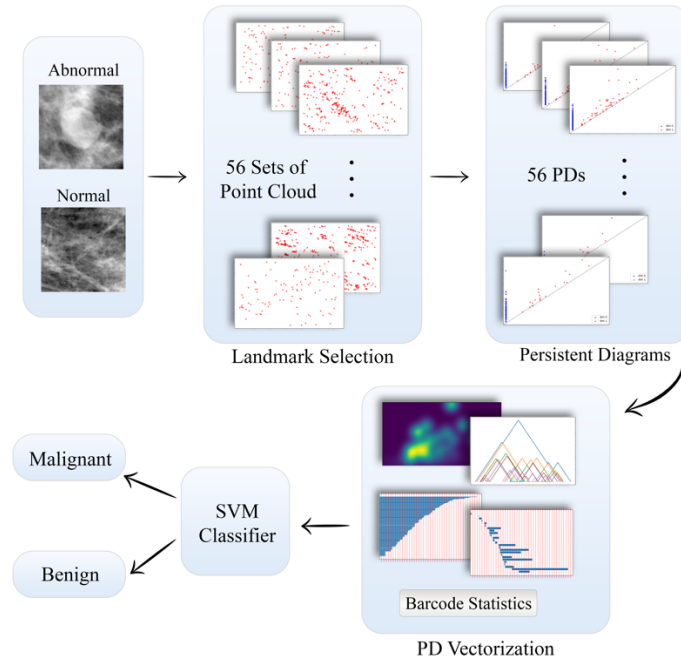 Abnormal
Normal
56 Sets of
Point Cloud
Landmark Selection
56 PDs
Persistent Diagrams
Malignant
Benign
SVM
Classifier
Barcode Statistics
PD Vectorization